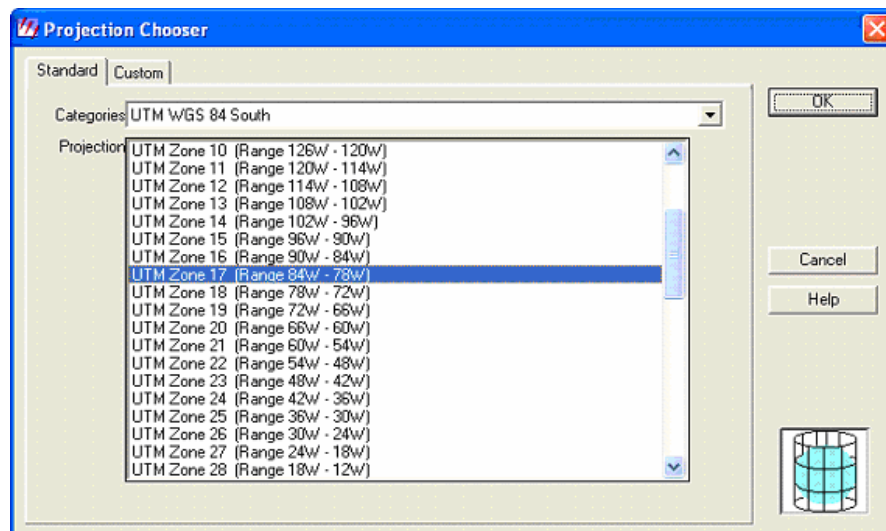 Projection Chooser
Standard Custom
Categories UTM WGS 84 South
OK
Projection UTM Zone 10 (Range 126W - 120W)
UTM Zone 11 (Range 120W - 114W)
UTM Zone 12 (Range 114W - 108W)
UTM Zone 13 (Range 108W - 102W)
UTM Zone 14 (Range 102W - 96W)
UTM Zone 15 (Range 96W - 90W)
UTM Zone 16 (Range 90W - 84W)
UTM Zone 17 (Range 84W - 78W)
UTM Zone 18 (Range 78W - 72W)
UTM Zone 19 (Range 72W - 66W)
UTM Zone 20 (Range 66W - 60W)
UTM Zone 21 (Range 60W - 54W)
UTM Zone 22 (Range 54W - 48W)
UTM Zone 23 (Range 48W - 42W)
UTM Zone 24 (Range 42W - 36W)
UTM Zone 25 (Range 36W - 30W)
UTM Zone 26 (Range 30W - 24W)
UTM Zone 27 (Range 24W - 18W)
UTM Zone 28 (Range 18W - 12W)
Cancel
Help